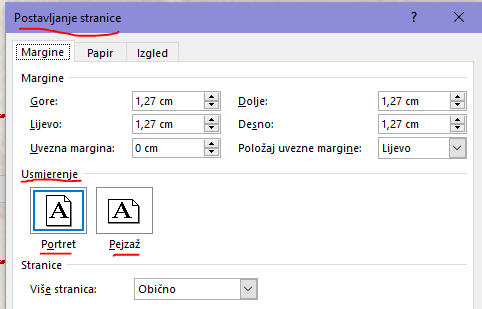 Postavljanje stranice ? ×
Margine Papir Izgled
Margine
Gore: 1,27 cm Dolje: 1,27 cm
Lijevo: 1,27 cm Desno: 1,27 cm
Uvezna margina: 0 cm Položaj uvezne margine: Lijevo
Usmjerenje
A A
Portret Pejzaž
Stranice
Više stranica: Obično